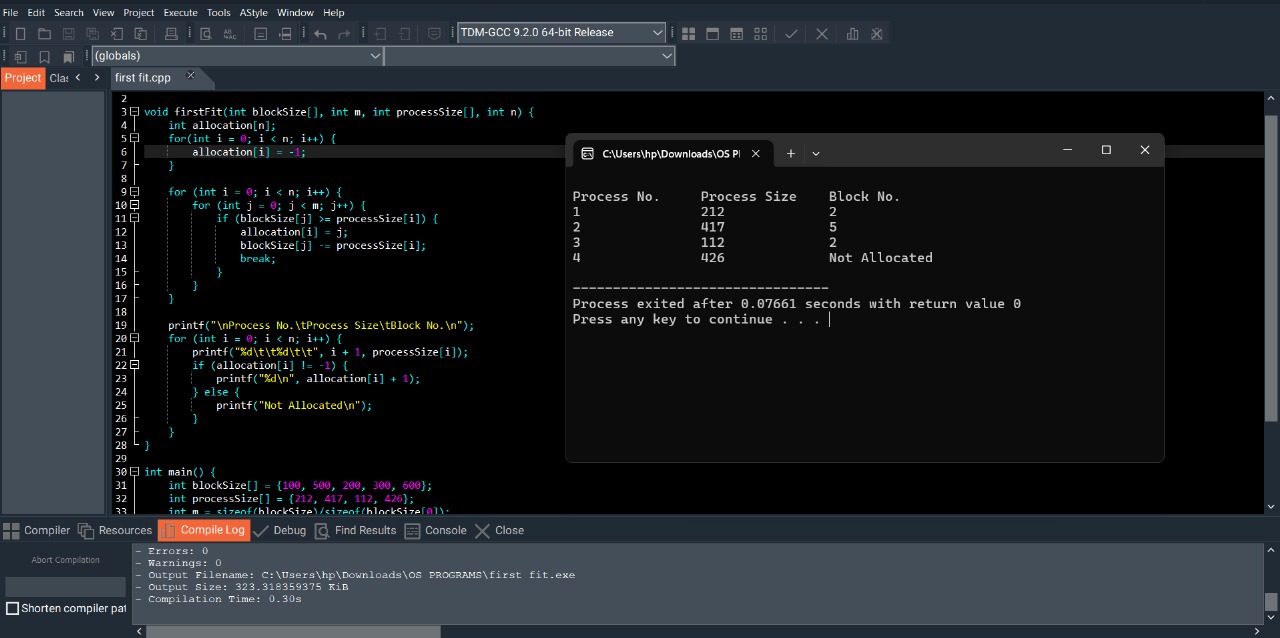 File Edit Search View Project Execute Tools AStyle Window Help
TDM-GCC 9.2.0 64-bit Release
(globals)
Project Clas first fit.cpp
2
3 void firstFit(int blockSize[], int m, int processSize[], int n) {
4 int allocation[n];
5 for(int i = 0; i < n; i++) {
6 allocation[i] = -1;
7 }
8
9 for (int i = 0; i < n; i++) {
10 for (int j = 0; j < m; j++) {
11 if (blockSize[j] >= processSize[i]) {
12 allocation[i] = j;
13 blockSize[j] -= processSize[i];
14 break;
15 }
16 }
17 }
18
19 printf("\nProcess No.\tProcess Size\tBlock No.\n");
20 for (int i = 0; i < n; i++) {
21 printf("%d\t\t%d\t\t", i + 1, processSize[i]);
22 if (allocation[i] != -1) {
23 printf("%d\n", allocation[i] + 1);
24 } else {
25 printf("Not Allocated\n");
26 }
27 }
28 }
29
30 int main() {
31 int blockSize[] = {100, 500, 200, 300, 600};
32 int processSize[] = {212, 417, 112, 426};
33 int m = sizeof(blockSize)/sizeof(blockSize[0]);
C:\Users\hp\Downloads\OS P
Process No. Process Size Block No.
1 212 2
2 417 5
3 112 2
4 426 Not Allocated
--------------------------------
Process exited after 0.07661 seconds with return value 0
Press any key to continue . . .
Compiler Resources Compile Log Debug Find Results Console Close
Abort Compilation
Shorten compiler pat
- Errors: 0
- Warnings: 0
- Output Filename: C:\Users\hp\Downloads\OS PROGRAMS\first fit.exe
- Output Size: 323.318359375 KiB
- Compilation Time: 0.30s